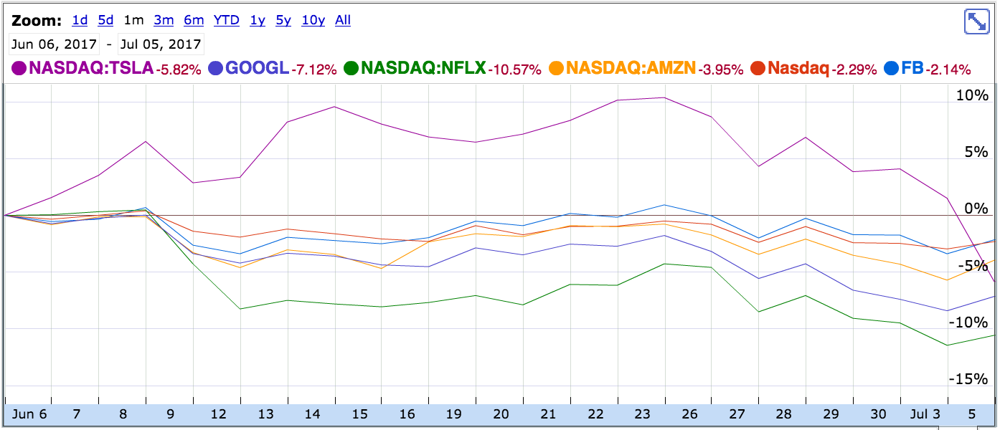 Zoom: 1d 5d 1m 3m 6m YTD 1y 5y 10y All
Jun 06, 2017 - Jul 05, 2017
NASDAQ:TSLA -5.82% GOOGL -7.12% NASDAQ:NFLX -10.57% NASDAQ:AMZN -3.95% Nasdaq -2.29% FB -2.14%
10%
5%
0%
-5%
-10%
-15%
Jun 6 7 8 9 12 13 14 15 16 19 20 21 22 23 26 27 28 29 30 Jul 3 5